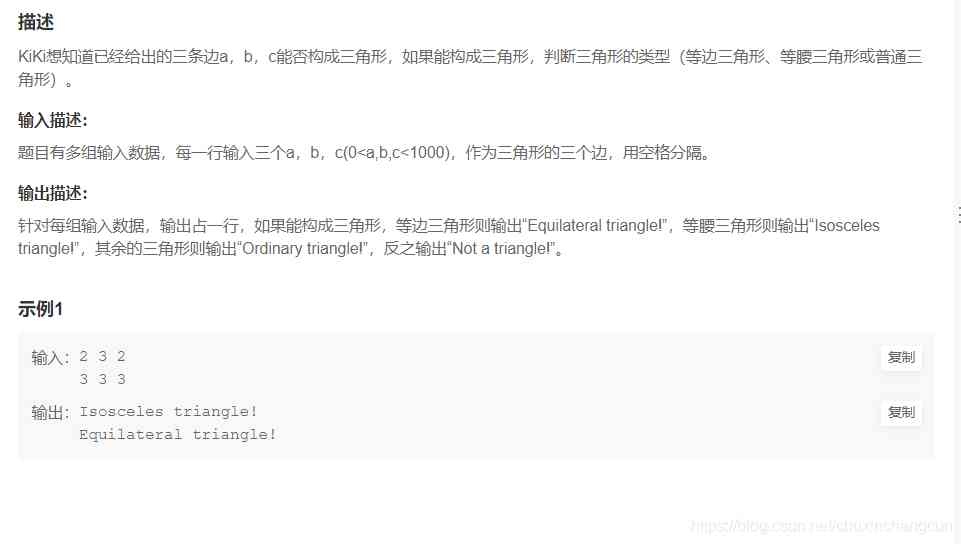 描述
KiKi想知道已经给出的三条边a，b，c能否构成三角形，如果能构成三角形，判断三角形的类型（等边三角形、等腰三角形或普通三
角形）。
输入描述：
题目有多组输入数据，每一行输入三个a，b，c(0<a,b,c<1000)，作为三角形的三个边，用空格分隔。
输出描述：
针对每组输入数据，输出占一行，如果能构成三角形，等边三角形则输出“Equilateral triangle!”，等腰三角形则输出“Isosceles
triangle!”，其余的三角形则输出“Ordinary triangle!”，反之输出“Not a triangle!”。
示例1
输入：2 3 2
复制
3 3 3
输出：Isosceles triangle!
复制
Equilateral triangle!